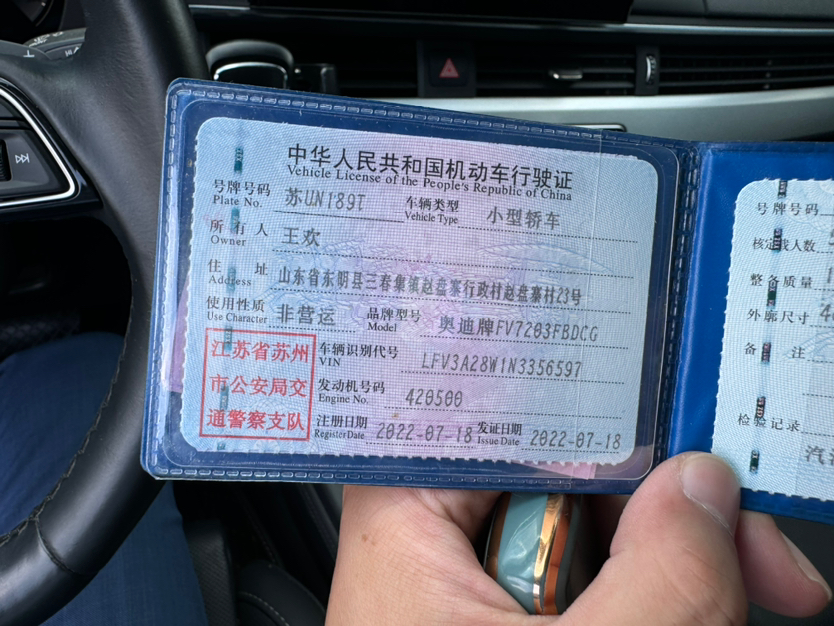 中华人民共和国机动车行驶证
Vehicle License of the People's Republic of China
号牌号码 苏UN189T 车辆类型 小型轿车
Plate No. Vehicle Type
所有人 王欢
Owner
住址 山东省东明县三春集镇赵盘寨行政村赵盘寨村23号
Address
使用性质 非营运 品牌型号 奥迪牌FV7203FBDCG
Use Character Model
江苏省苏州
市公安局交
通警察支队
车辆识别代号 LFV3A28W1N3356597
VIN
发动机号码 420500
Engine No.
注册日期 2022-07-18 发证日期 2022-07-18
Register Date Issue Date
号牌号码
核定载人数
整备质量
外廓尺寸
备注
检验记录